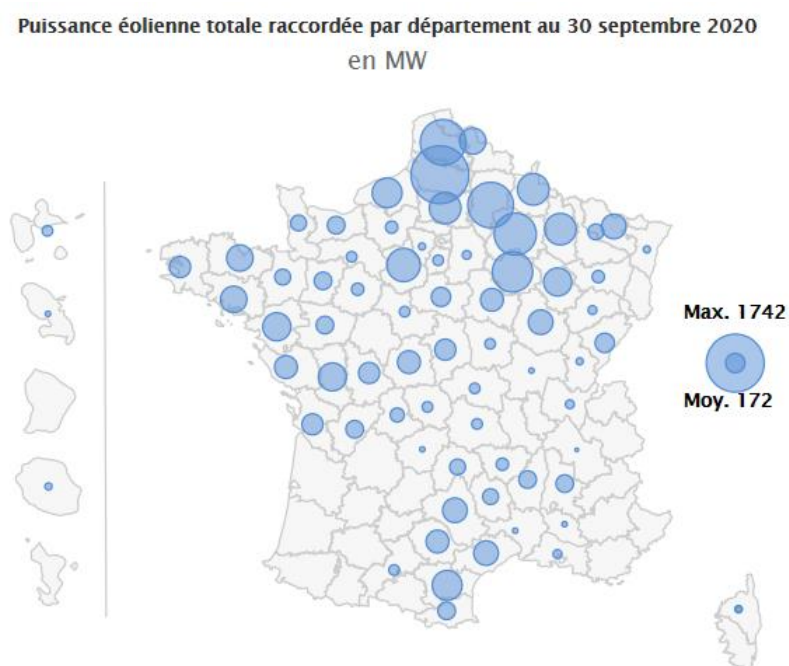 Puissance éolienne totale raccordée par département au 30 septembre 2020
en MW
Max. 1742
Moy. 172